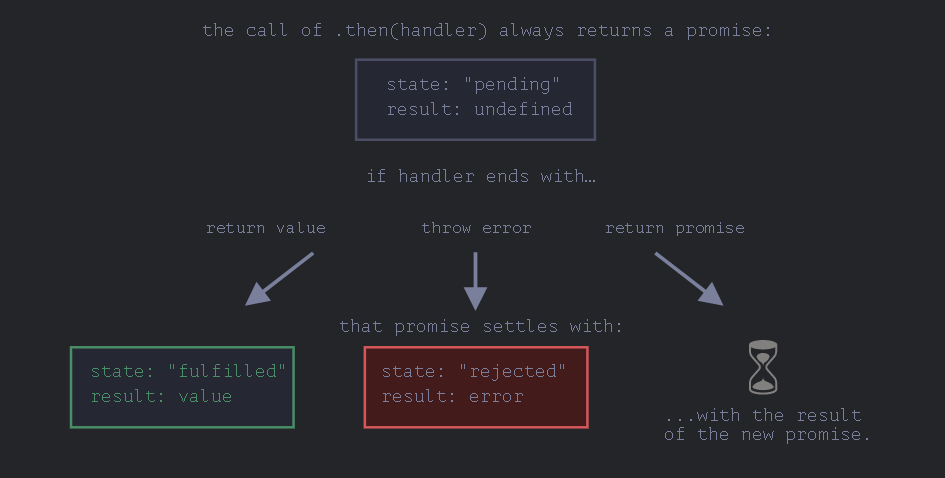 the call of .then(handler) always returns a promise:
state: "pending"
result: undefined
if handler ends with…
return value
throw error
return promise
that promise settles with:
state: "fulfilled"
result: value
state: "rejected"
result: error
...with the result
of the new promise.